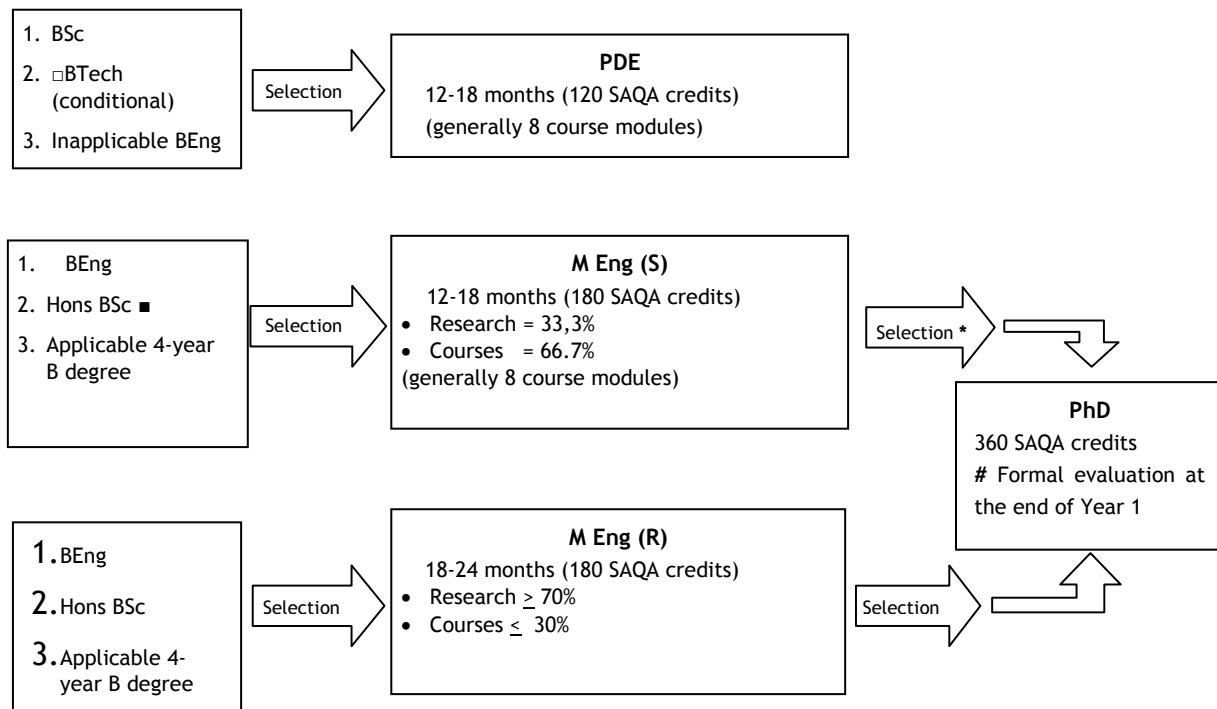 1. BSc
2. □BTech
(conditional)
3. Inapplicable BEng
Selection
PDE
12-18 months (120 SAQA credits)
(generally 8 course modules)
1. BEng
2. Hons BSc ■
3. Applicable 4-year
B degree
Selection
M Eng (S)
12-18 months (180 SAQA credits)
• Research = 33,3%
• Courses = 66.7%
(generally 8 course modules)
Selection *
PhD
360 SAQA credits
# Formal evaluation at
the end of Year 1
1. BEng
2. Hons BSc
3. Applicable 4-
year B degree
Selection
M Eng (R)
18-24 months (180 SAQA credits)
• Research ≥ 70%
• Courses ≤ 30%
Selection